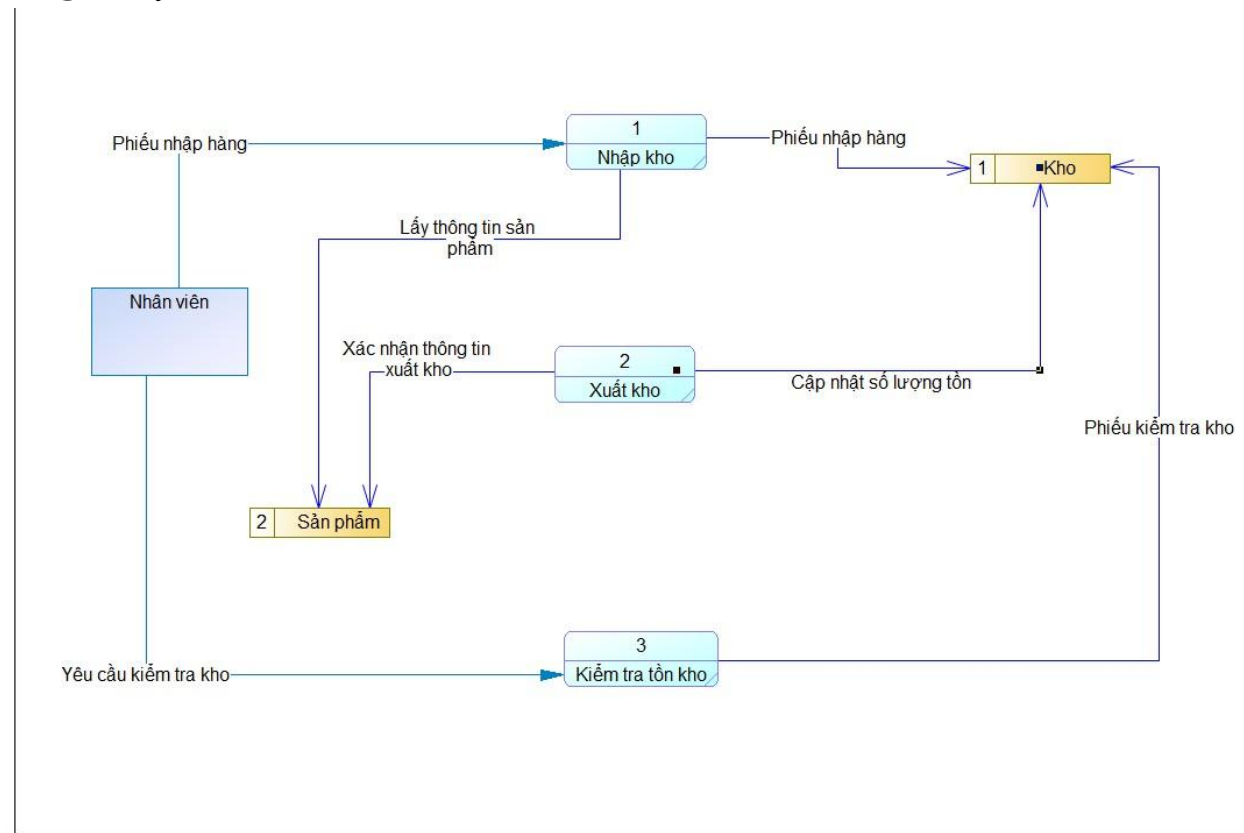 1
Phiếu nhập hàng
Nhập kho
Phiếu nhập hàng
1 Kho
Lấy thông tin sản
phẩm
Nhân viên
Xác nhận thông tin
xuất kho
2
Xuất kho
Cập nhật số lượng tồn
Phiếu kiểm tra kho
2 Sản phẩm
3
Kiểm tra tồn kho
Yêu cầu kiểm tra kho